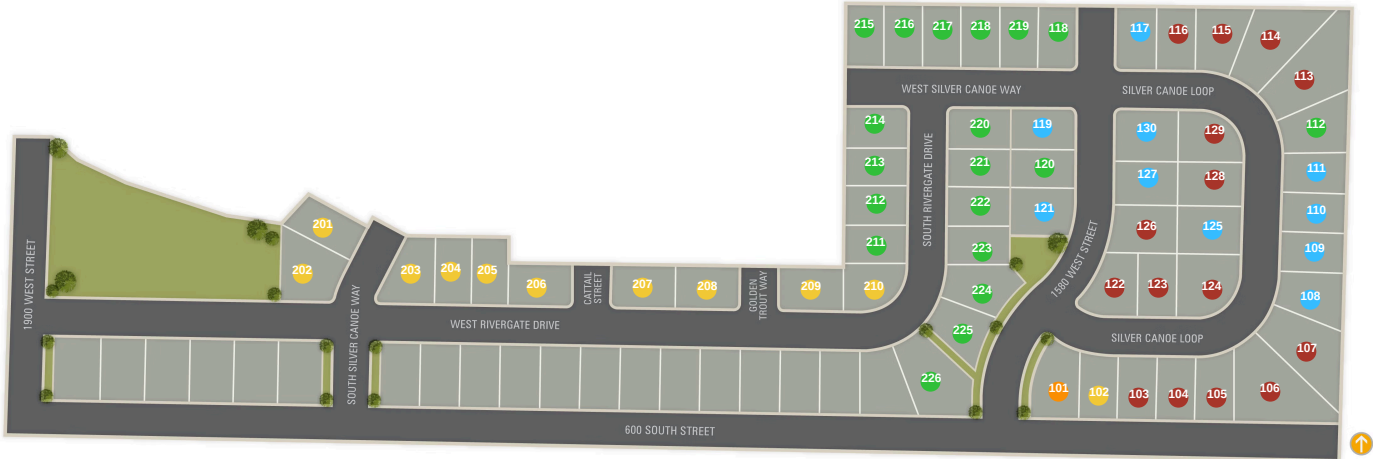 215 216 217 218 219 118 117 116 115 114
113
WEST SILVER CANOE WAY
SILVER CANOE LOOP
214 220 119 130 129 112
SOUTH RIVERGATE DRIVE
213 221 120 127 128 111
212 222 121 110
201 126 125
211 223 109
1900 WEST STREET
202 203 204 205 206
CATTAIL
STREET
207 208
GOLDEN
TROUT WAY
209 210
224
1580 WEST STREET
122 123 124 108
SOUTH SILVER CANOE WAY
WEST RIVERGATE DRIVE
225
SILVER CANOE LOOP
107
226 101 102 103 104 105 106
600 SOUTH STREET